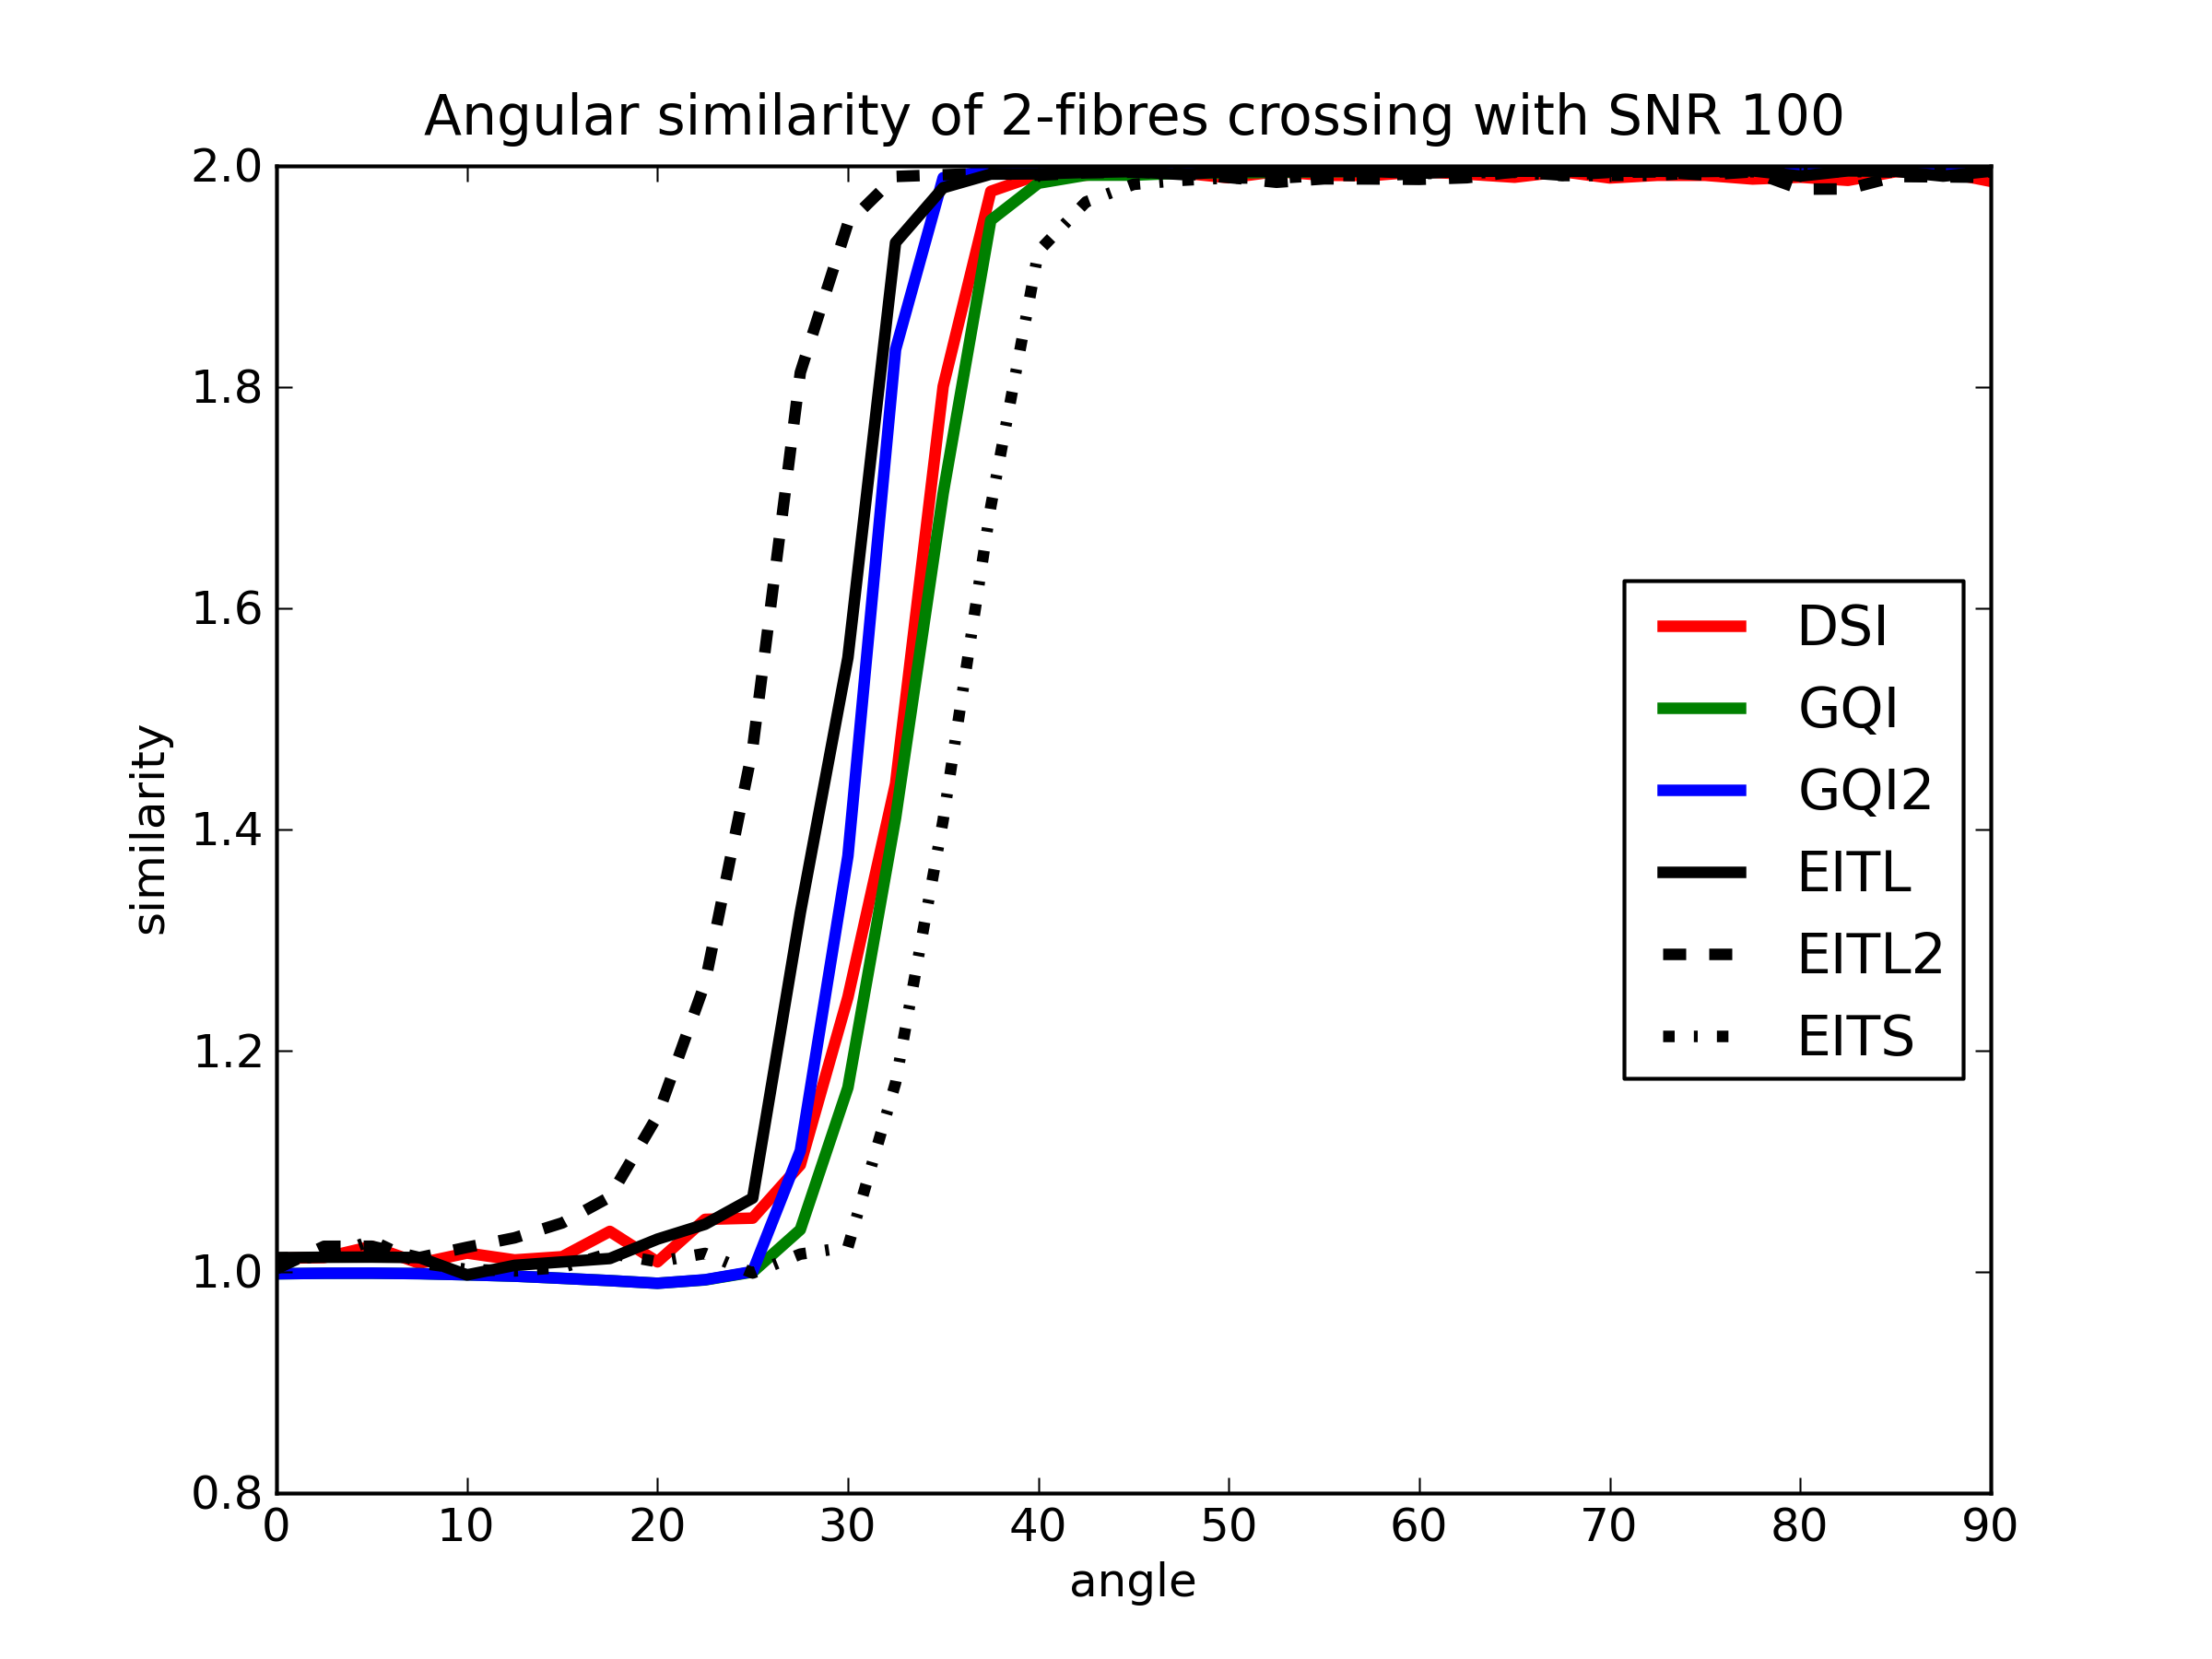 Angular similarity of 2-fibres crossing with SNR 100
2.0
1.8
1.6
1.4
1.2
1.0
0.8
similarity
DSI
GQI
GQI2
EITL
EITL2
EITS
0 10 20 30 40 50 60 70 80 90
angle